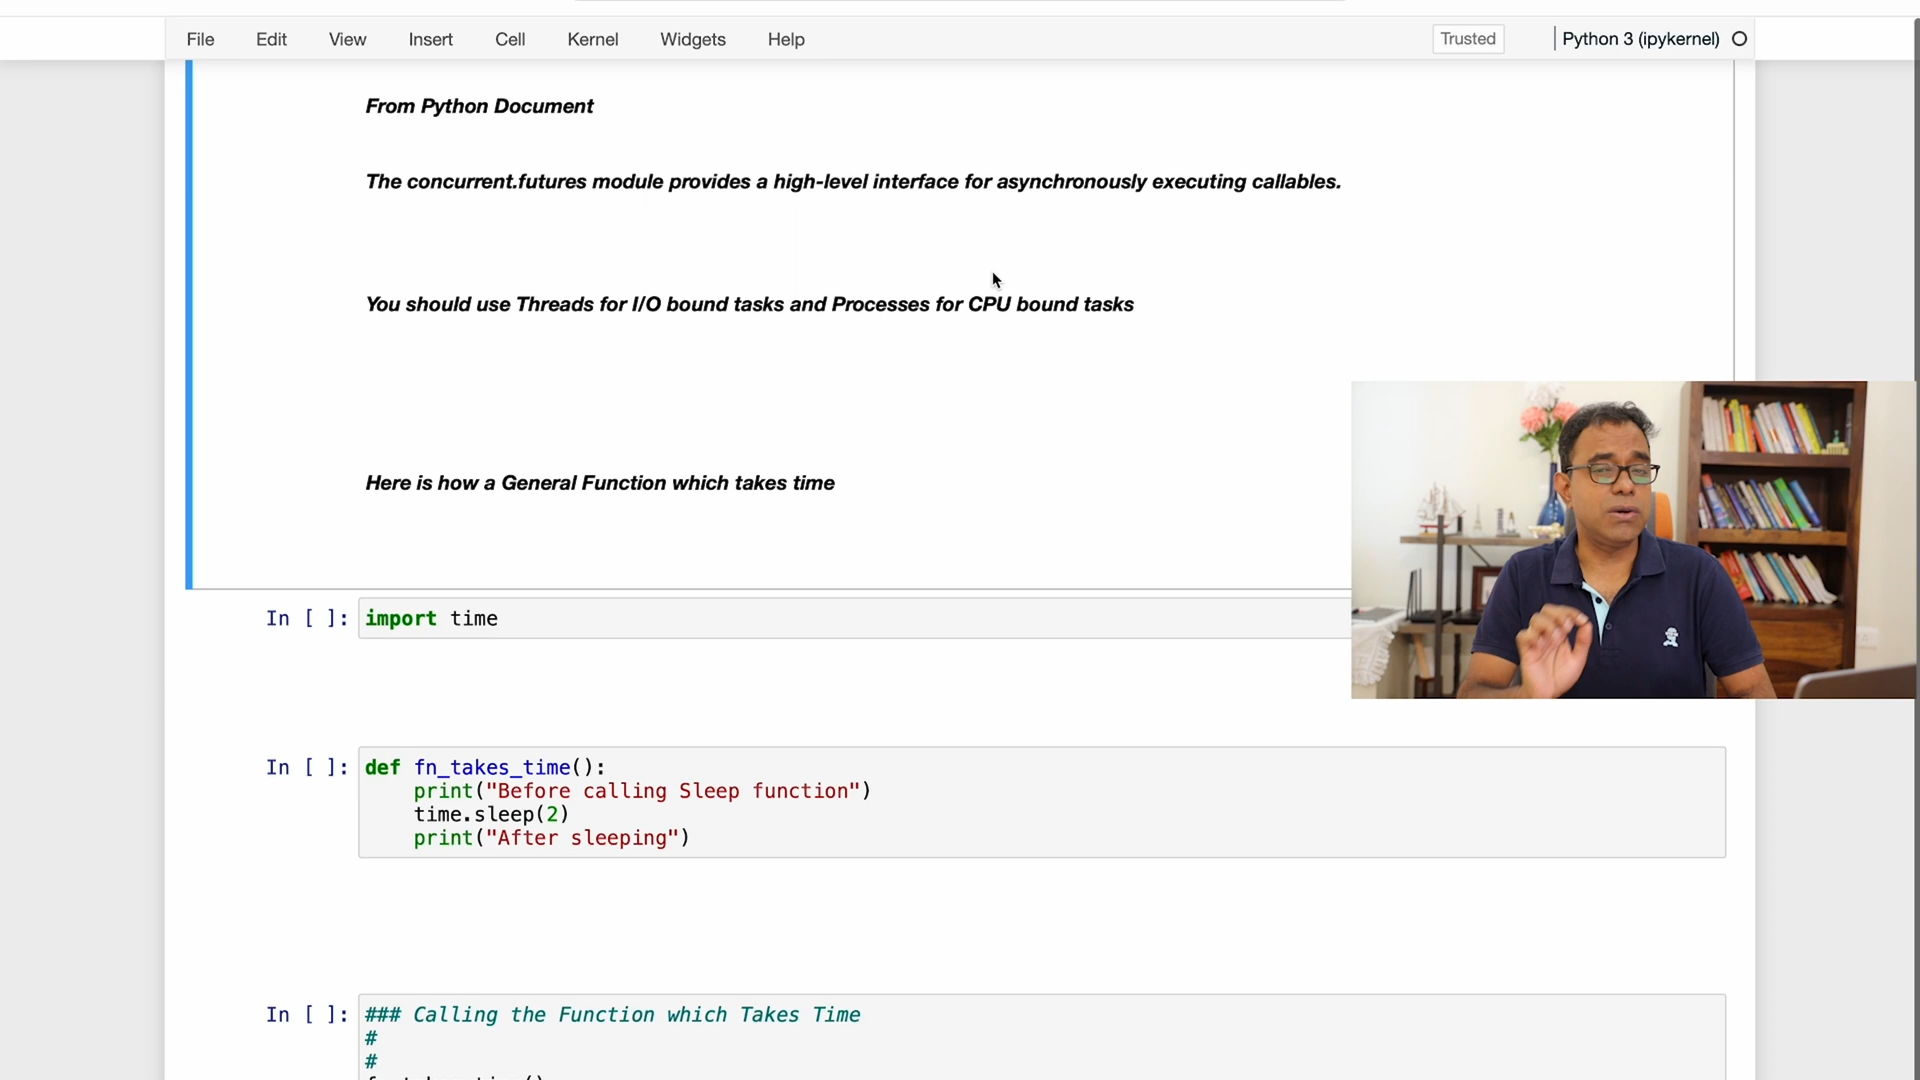 File Edit View Insert Cell Kernel Widgets Help Trusted Python 3 (ipykernel)
From Python Document
The concurrent.futures module provides a high-level interface for asynchronously executing callables.
You should use Threads for I/O bound tasks and Processes for CPU bound tasks
Here is how a General Function which takes time
In [ ]: import time
In [ ]: def fn_takes_time():
print("Before calling Sleep function")
time.sleep(2)
print("After sleeping")
In [ ]: ### Calling the Function which Takes Time
#
#